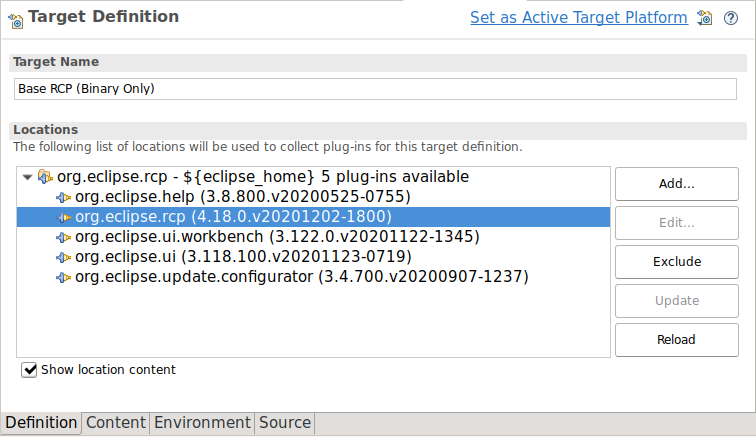 Target Definition
Set as Active Target Platform
Target Name
Base RCP (Binary Only)
Locations
The following list of locations will be used to collect plug-ins for this target definition.
org.eclipse.rcp - ${eclipse_home} 5 plug-ins available
org.eclipse.help (3.8.800.v20200525-0755)
org.eclipse.rcp (4.18.0.v20201202-1800)
org.eclipse.ui.workbench (3.122.0.v20201122-1345)
org.eclipse.ui (3.118.100.v20201123-0719)
org.eclipse.update.configurator (3.4.700.v20200907-1237)
Add...
Edit...
Exclude
Update
Reload
Show location content
Definition Content Environment Source